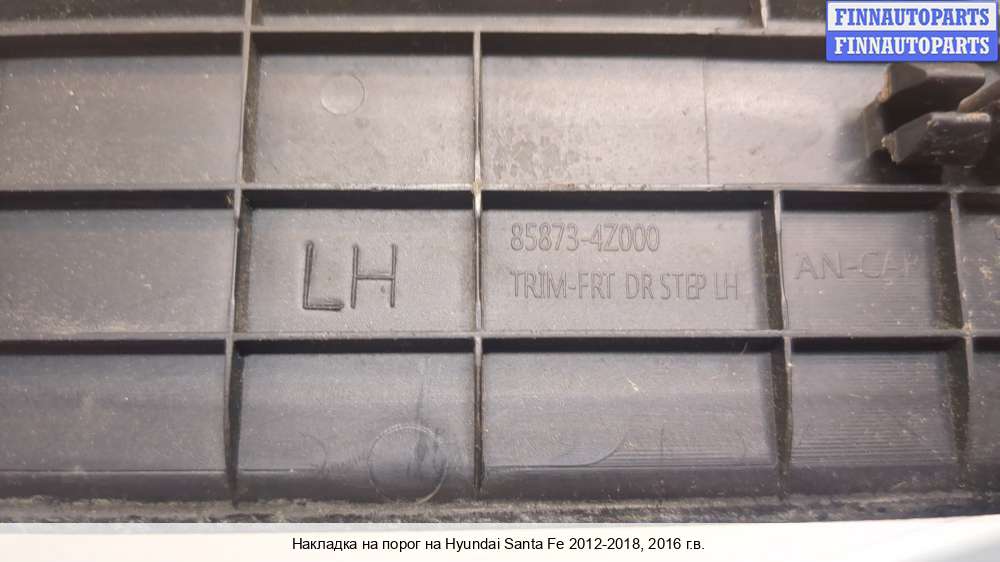 FINNAUTOPARTS
FINNAUTOPARTS
LH
85873-4Z000
TRIM-FRT DR STEP LH
Накладка на порог на Hyundai Santa Fe 2012-2018, 2016 г.в.